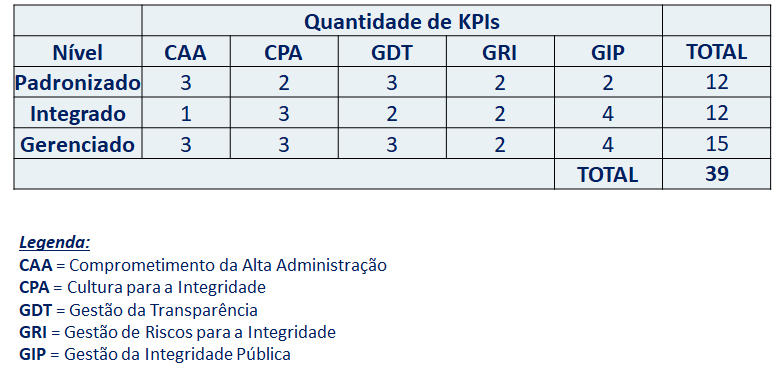 Quantidade de KPIs
Nível CAA CPA GDT GRI GIP TOTAL
Padronizado 3 2 3 2 2 12
Integrado 1 3 2 2 4 12
Gerenciado 3 3 3 2 4 15
TOTAL 39
Legenda:
CAA = Comprometimento da Alta Administração
CPA = Cultura para a Integridade
GDT = Gestão da Transparência
GRI = Gestão de Riscos para a Integridade
GIP = Gestão da Integridade Pública